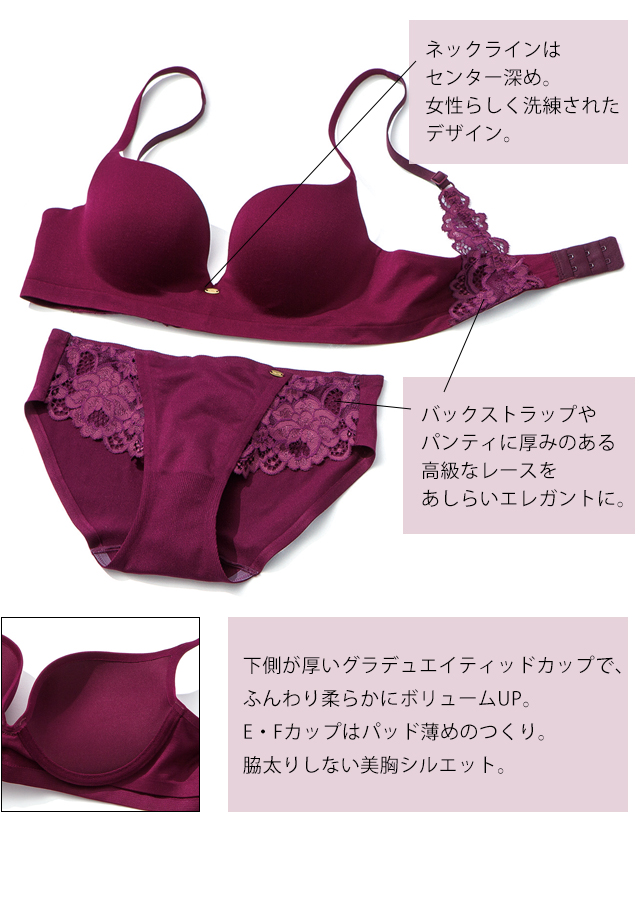 ネックラインは
センター深め。
女性らしく洗練された
デザイン。
バックストラップや
パンティに厚みのある
高級なレースを
あしらいエレガントに。
下側が厚いグラデュエイティッドカップで、
ふんわり柔らかにボリュームUP。
E・Fカップはパッド薄めのつくり。
脇太りしない美胸シルエット。